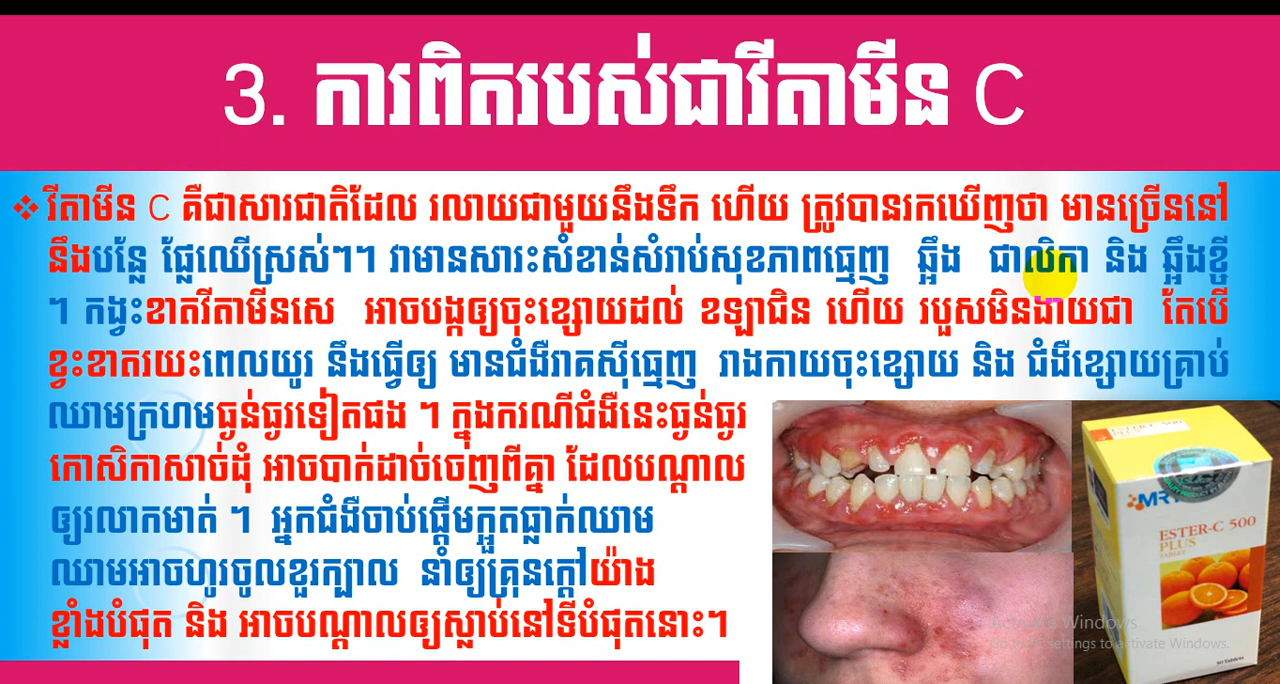 3. ការពិតរបស់ជាវីតាមីន C
❖ វីតាមីន C គឺជាសារជាតិដែល រលាយជាមួយនឹងទឹក ហើយ ត្រូវបានរកឃើញថា មានច្រើននៅ
នឹងបន្លែ ផ្លែឈើស្រស់ៗ។ វាមានសារៈសំខាន់សំរាប់សុខភាពធ្មេញ ឆ្អឹង ជាលិកា និង ឆ្អឹងខ្ចី
។ កង្វះខាតវីតាមីនសេ អាចបង្កឲ្យចុះខ្សោយដល់ ខឡាជិន ហើយ របួសមិនងាយជា តែបើ
ខ្វះខាតរយះពេលយូរ នឹងធ្វើឲ្យ មានជំងឺរាគស៊ីធ្មេញ រាងកាយចុះខ្សោយ និង ជំងឺខ្សោយគ្រាប់
ឈាមក្រហមធ្ងន់ធ្ងរទៀតផង ។ ក្នុងករណីជំងឺនេះធ្ងន់ធ្ងរ
កោសិកាសាច់ដុំ អាចបាក់ដាច់ចេញពីគ្នា ដែលបណ្តាល
ឲ្យរលាកមាត់ ។ អ្នកជំងឺចាប់ផ្តើមក្អួតធ្លាក់ឈាម
ឈាមអាចហូរចូលខួរក្បាល នាំឲ្យគ្រុនក្តៅយ៉ាង
ខ្លាំងបំផុត និង អាចបណ្តាលឲ្យស្លាប់នៅទីបំផុតនោះ។
ESTER-C 500
MRY
ESTER-C 500
PLUS
TABLET
30 Tablets
Activate Windows
Go to PC settings to activate Windows.